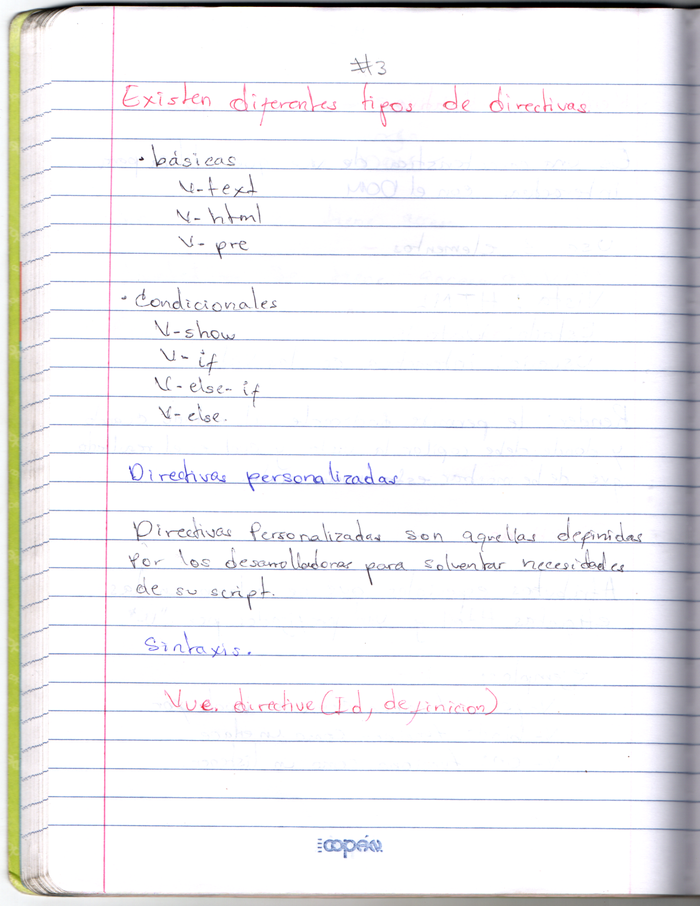 #3
Existen diferentes tipos de directivas
• básicas
V-text
V-html
V-pre
• Condicionales
V-show
V-if
V-else-if
V-else.
Directivas personalizadas
Directivas Personalizadas son aquellas definidas
por los desarrolladores para solventar necesidades
de su script.
Sintaxis.
Vue.directive(Id, definicion)
copán